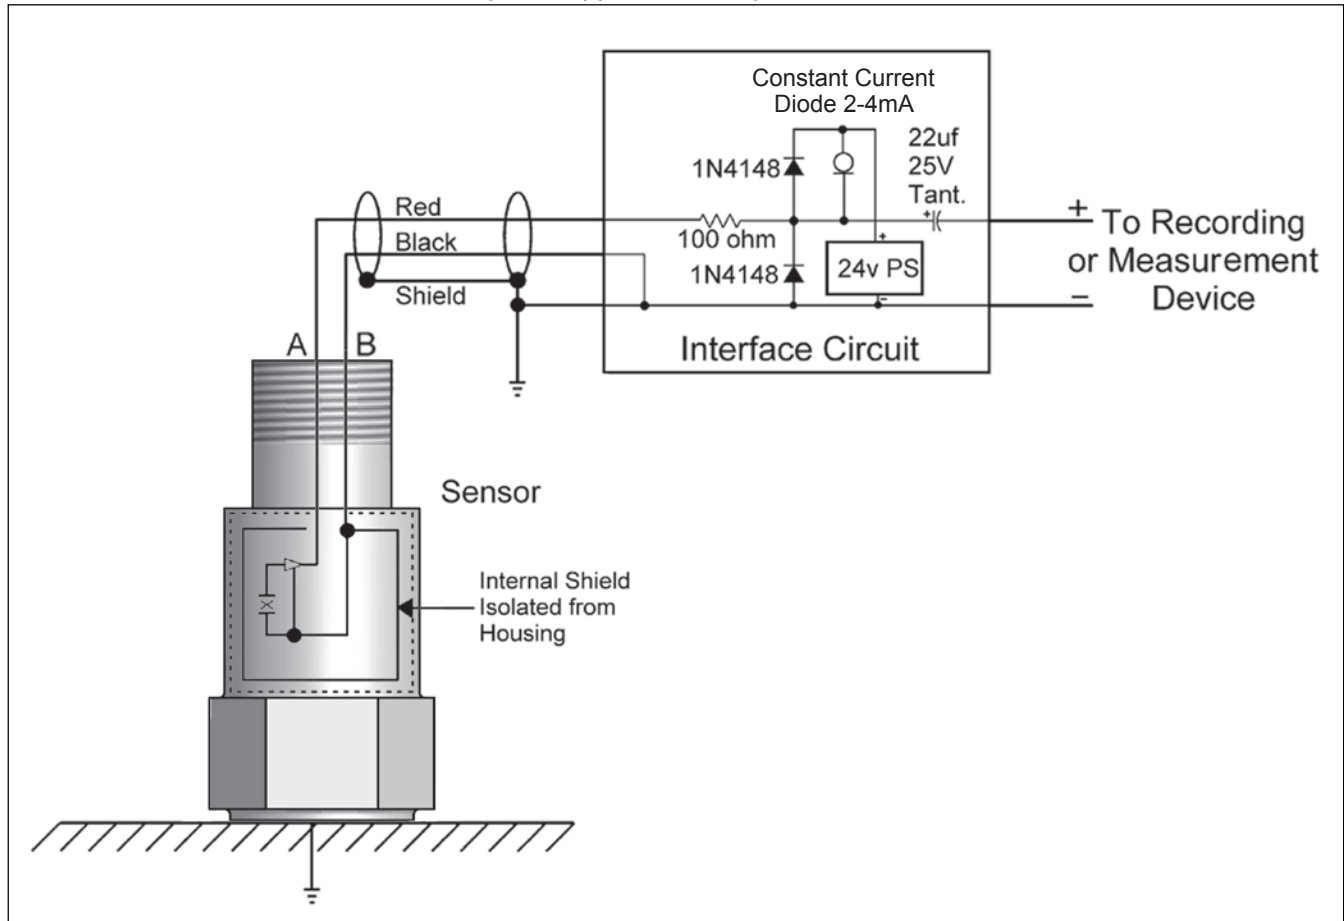 Constant Current
Diode 2-4mA
22uf
25V
Tant.
1N4148
+
Red
100 ohm
+
To Recording
or Measurement
Device
Black
1N4148
+
24v PS
-
Shield
−
Interface Circuit
A B
Sensor
Internal Shield
Isolated from
Housing